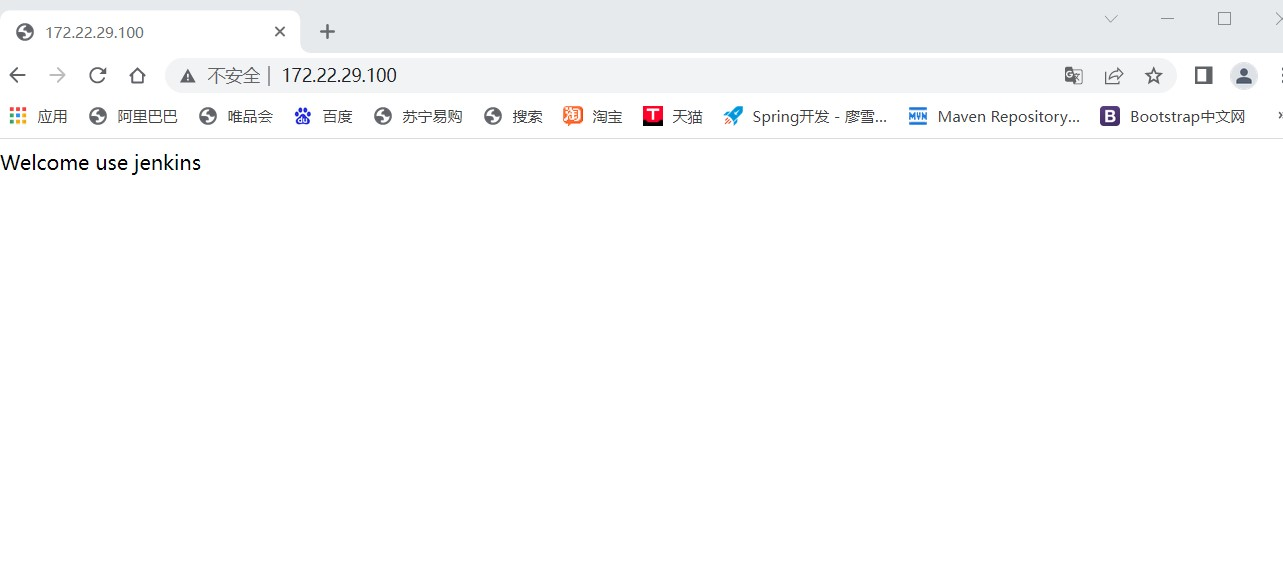 172.22.29.100
不安全 | 172.22.29.100
应用 阿里巴巴 唯品会 百度 苏宁易购 搜索 淘宝 天猫 Spring开发 - 廖雪... Maven Repository... Bootstrap中文网
Welcome use jenkins